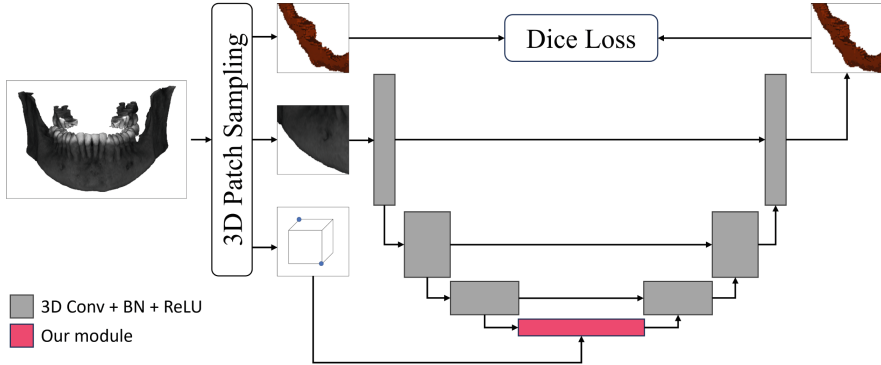 3D Patch Sampling
Dice Loss
3D Conv + BN + ReLU
Our module